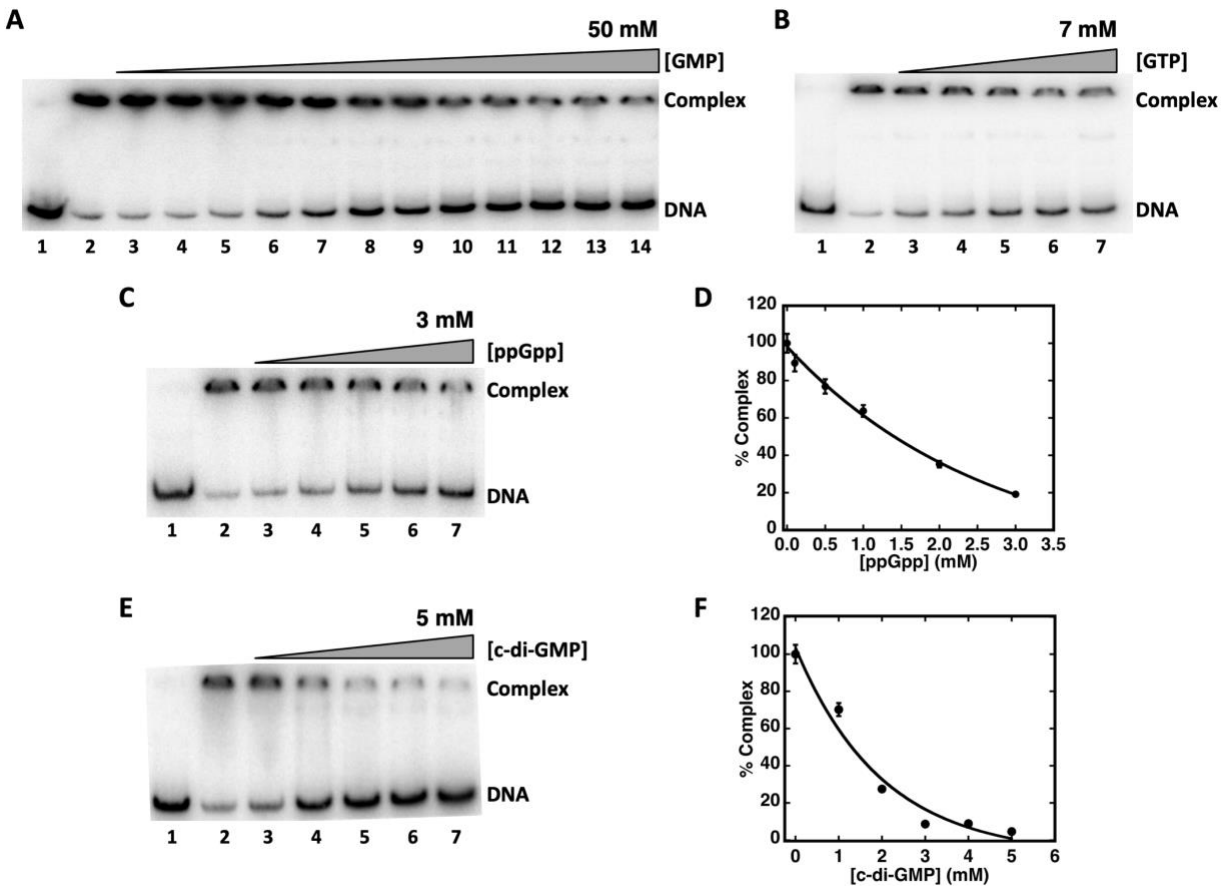 A
50 mM
[GMP]
Complex
DNA
1 2 3 4 5 6 7 8 9 10 11 12 13 14
B
7 mM
[GTP]
Complex
DNA
1 2 3 4 5 6 7
C
3 mM
[ppGpp]
Complex
DNA
1 2 3 4 5 6 7
D
120
100
80
60
40
20
0
% Complex
0.0 0.5 1.0 1.5 2.0 2.5 3.0 3.5
[ppGpp] (mM)
E
5 mM
[c-di-GMP]
Complex
DNA
1 2 3 4 5 6 7
F
120
100
80
60
40
20
0
% Complex
0 1 2 3 4 5 6
[c-di-GMP] (mM)